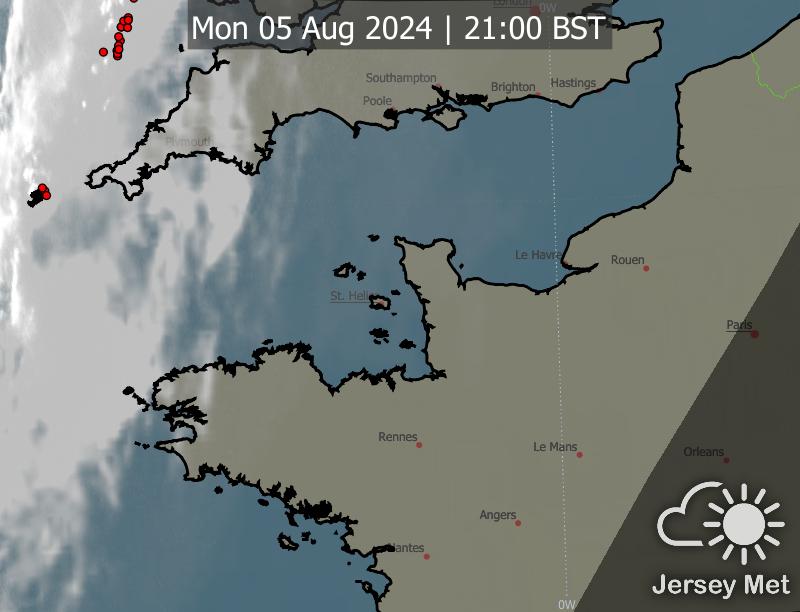 London
0W
Mon 05 Aug 2024 | 21:00 BST
Southampton
Brighton
Hastings
Poole
Plymouth
Le Havre
Rouen
St. Helier
Paris
Rennes
Le Mans
Orleans
Angers
Nantes
0W
Jersey Met